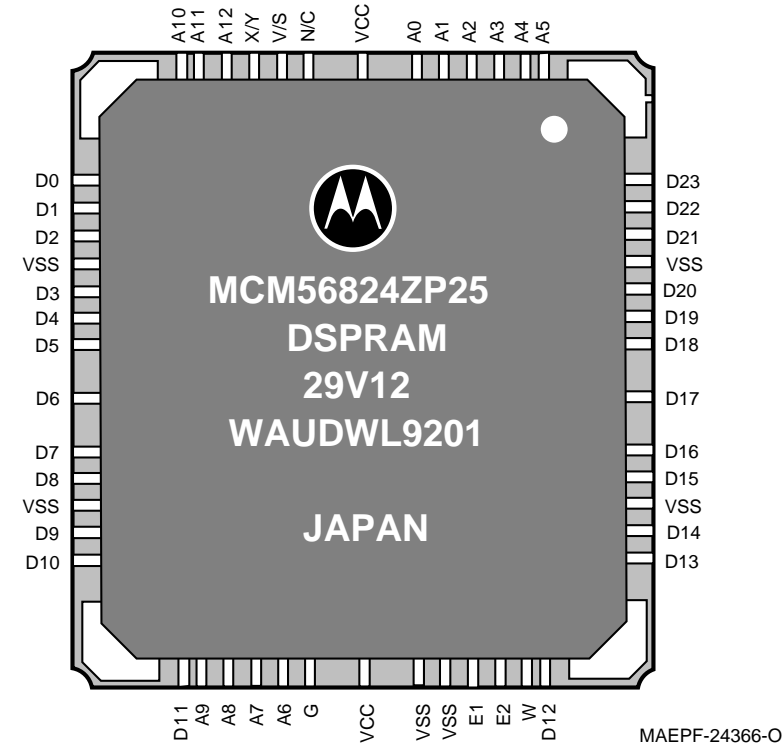 A10 A11 A12 X/Y V/S N/C VCC A0 A1 A2 A3 A4 A5
D0 D23
D1 D22
D2 D21
VSS VSS
D3 D20
D4 D19
D5 D18
D6 D17
D7 D16
D8 D15
VSS VSS
D9 D14
D10 D13
MCM56824ZP25
DSPRAM
29V12
WAUDWL9201
JAPAN
D11 A9 A8 A7 A6 G VCC VSS VSS E1 E2 W D12
MAEPF-24366-O